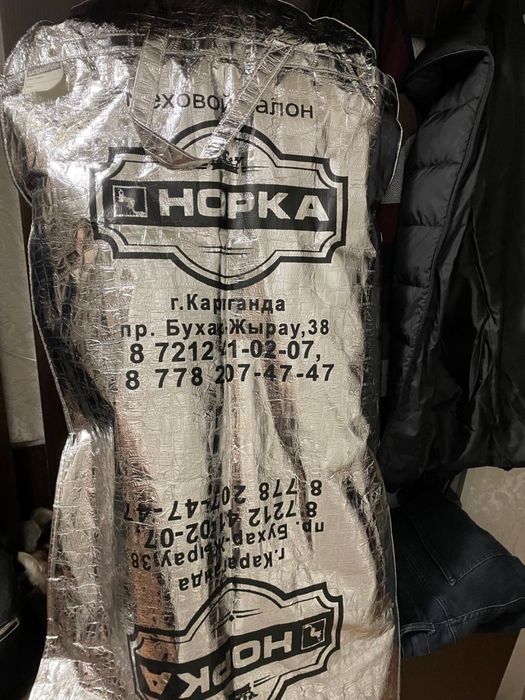 меховой салон
НОРКА
г.Караганда
пр. Бухар-Жырау,38
8 7212 41-02-07,
8 778 207-47-47
8 778 207-47-47
8 7212 41-02-07,
пр. Бухар-Жырау,38
г.Караганда
НОРКА